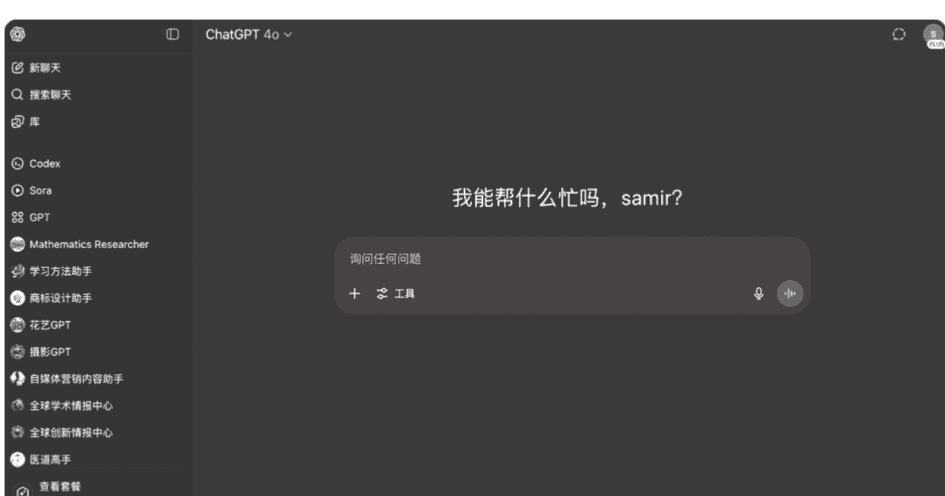 ChatGPT 4o
S
PLUS
新聊天
搜索聊天
库
Codex
Sora
GPT
Mathematics Researcher
学习方法助手
商标设计助手
花艺GPT
摄影GPT
自媒体营销内容助手
全球学术情报中心
全球创新情报中心
医道高手
查看套餐
我能帮什么忙吗，samir?
询问任何问题
工具